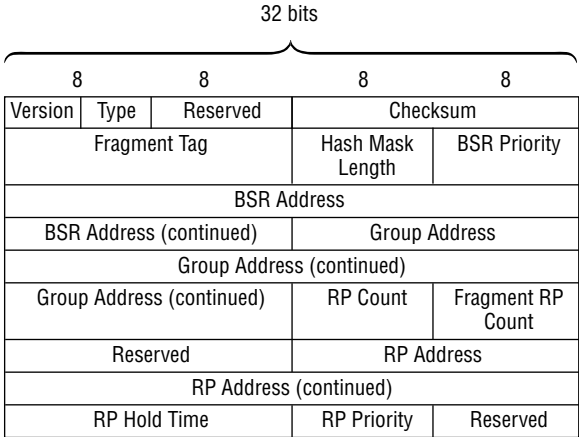 32 bits
8 8 8 8
Version Type Reserved Checksum
Fragment Tag Hash Mask Length BSR Priority
BSR Address
BSR Address (continued) Group Address
Group Address (continued)
Group Address (continued) RP Count Fragment RP Count
Reserved RP Address
RP Address (continued)
RP Hold Time RP Priority Reserved